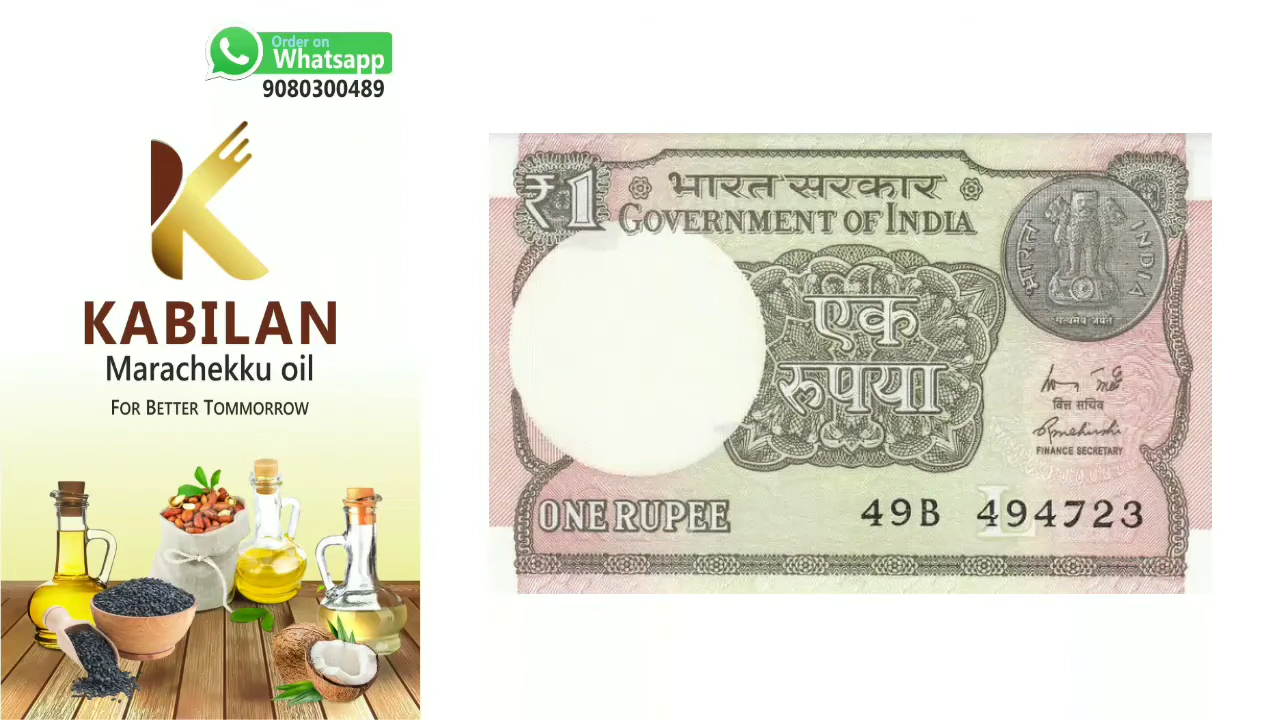 Order on
Whatsapp
9080300489
KABILAN
Marachekku oil
FOR BETTER TOMMORROW
₹1
भारत सरकार
GOVERNMENT OF INDIA
भारत
INDIA
सत्यमेव जयते
एक
रुपया
वित्त सचिव
FINANCE SECRETARY
ONE RUPEE
L
49B 494723